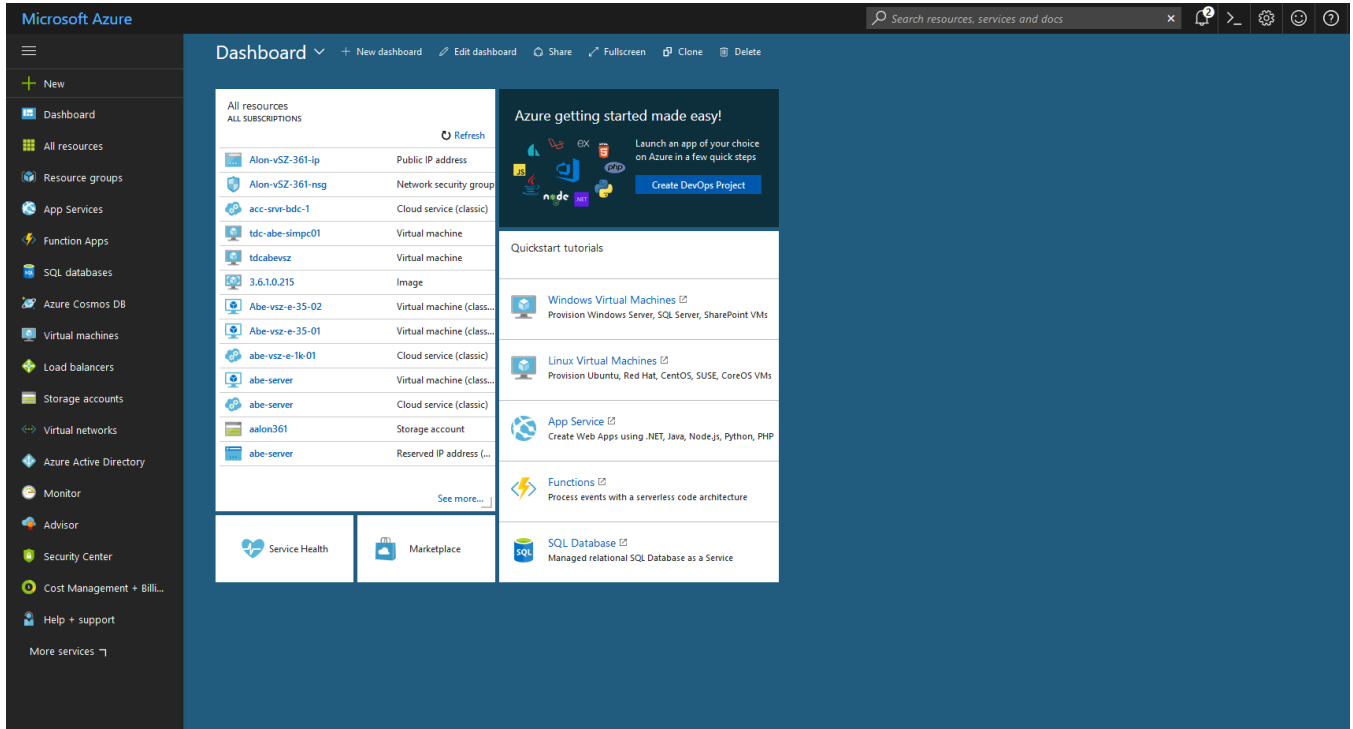 Microsoft Azure
Search resources, services and docs
2
New
Dashboard
All resources
Resource groups
App Services
Function Apps
SQL databases
Azure Cosmos DB
Virtual machines
Load balancers
Storage accounts
Virtual networks
Azure Active Directory
Monitor
Advisor
Security Center
Cost Management + Billi...
Help + support
More services
Dashboard
New dashboard
Edit dashboard
Share
Fullscreen
Clone
Delete
All resources
ALL SUBSCRIPTIONS
Refresh
Alon-vSZ-361-ip Public IP address
Alon-vSZ-361-nsg Network security group
acc-srvr-bdc-1 Cloud service (classic)
tdc-abe-simpc01 Virtual machine
tdcabevsz Virtual machine
3.6.1.0.215 Image
Abe-vsz-e-35-02 Virtual machine (class...
Abe-vsz-e-35-01 Virtual machine (class...
abe-vsz-e-1k-01 Cloud service (classic)
abe-server Virtual machine (class...
abe-server Cloud service (classic)
aalon361 Storage account
abe-server Reserved IP address (...
See more...
Service Health
Marketplace
Azure getting started made easy!
Launch an app of your choice
on Azure in a few quick steps
Create DevOps Project
ex
JS
php
node
.NET
Quickstart tutorials
Windows Virtual Machines
Provision Windows Server, SQL Server, SharePoint VMs
Linux Virtual Machines
Provision Ubuntu, Red Hat, CentOS, SUSE, CoreOS VMs
App Service
Create Web Apps using .NET, Java, Node.js, Python, PHP
Functions
Process events with a serverless code architecture
SQL
SQL Database
Managed relational SQL Database as a Service